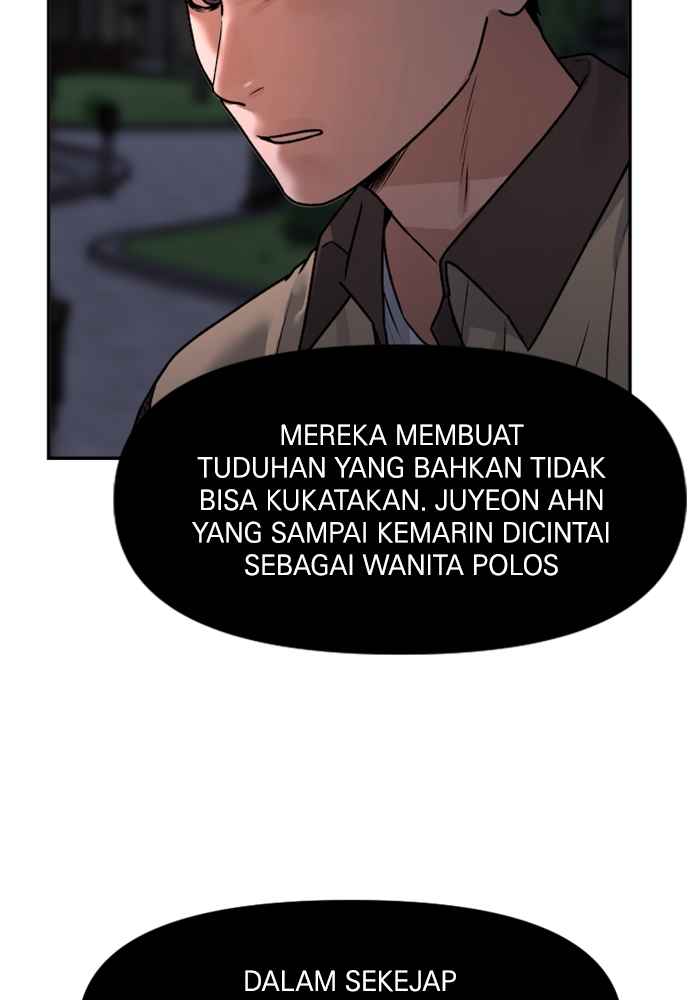 MEREKA MEMBUAT
TUDUHAN YANG BAHKAN TIDAK
BISA KUKATAKAN. JUYEON AHN
YANG SAMPAI KEMARIN DICINTAI
SEBAGAI WANITA POLOS
DALAM SEKEJAP